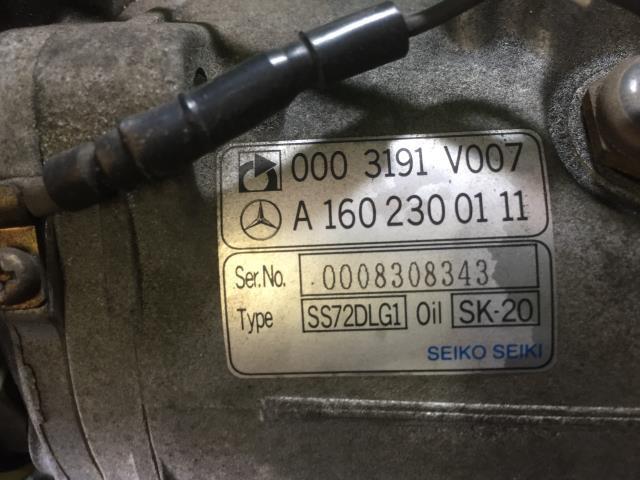 000 3191 V007
A 160 230 01 11
Ser.No. 0008308343
Type SS72DLG1 Oil SK-20
SEIKO SEIKI